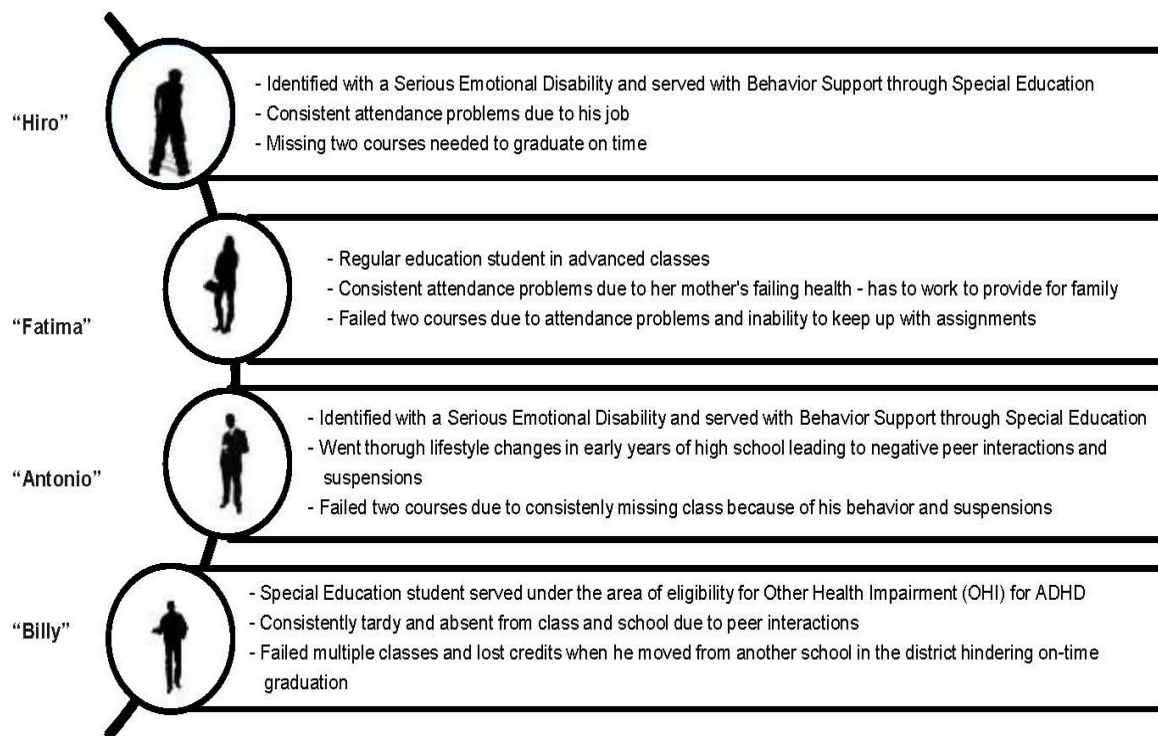 “Hiro”
- Identified with a Serious Emotional Disability and served with Behavior Support through Special Education
- Consistent attendance problems due to his job
- Missing two courses needed to graduate on time
“Fatima”
- Regular education student in advanced classes
- Consistent attendance problems due to her mother's failing health - has to work to provide for family
- Failed two courses due to attendance problems and inability to keep up with assignments
“Antonio”
- Identified with a Serious Emotional Disability and served with Behavior Support through Special Education
- Went thorugh lifestyle changes in early years of high school leading to negative peer interactions and
suspensions
- Failed two courses due to consistenly missing class because of his behavior and suspensions
“Billy”
- Special Education student served under the area of eligibility for Other Health Impairment (OHI) for ADHD
- Consistently tardy and absent from class and school due to peer interactions
- Failed multiple classes and lost credits when he moved from another school in the district hindering on-time
graduation